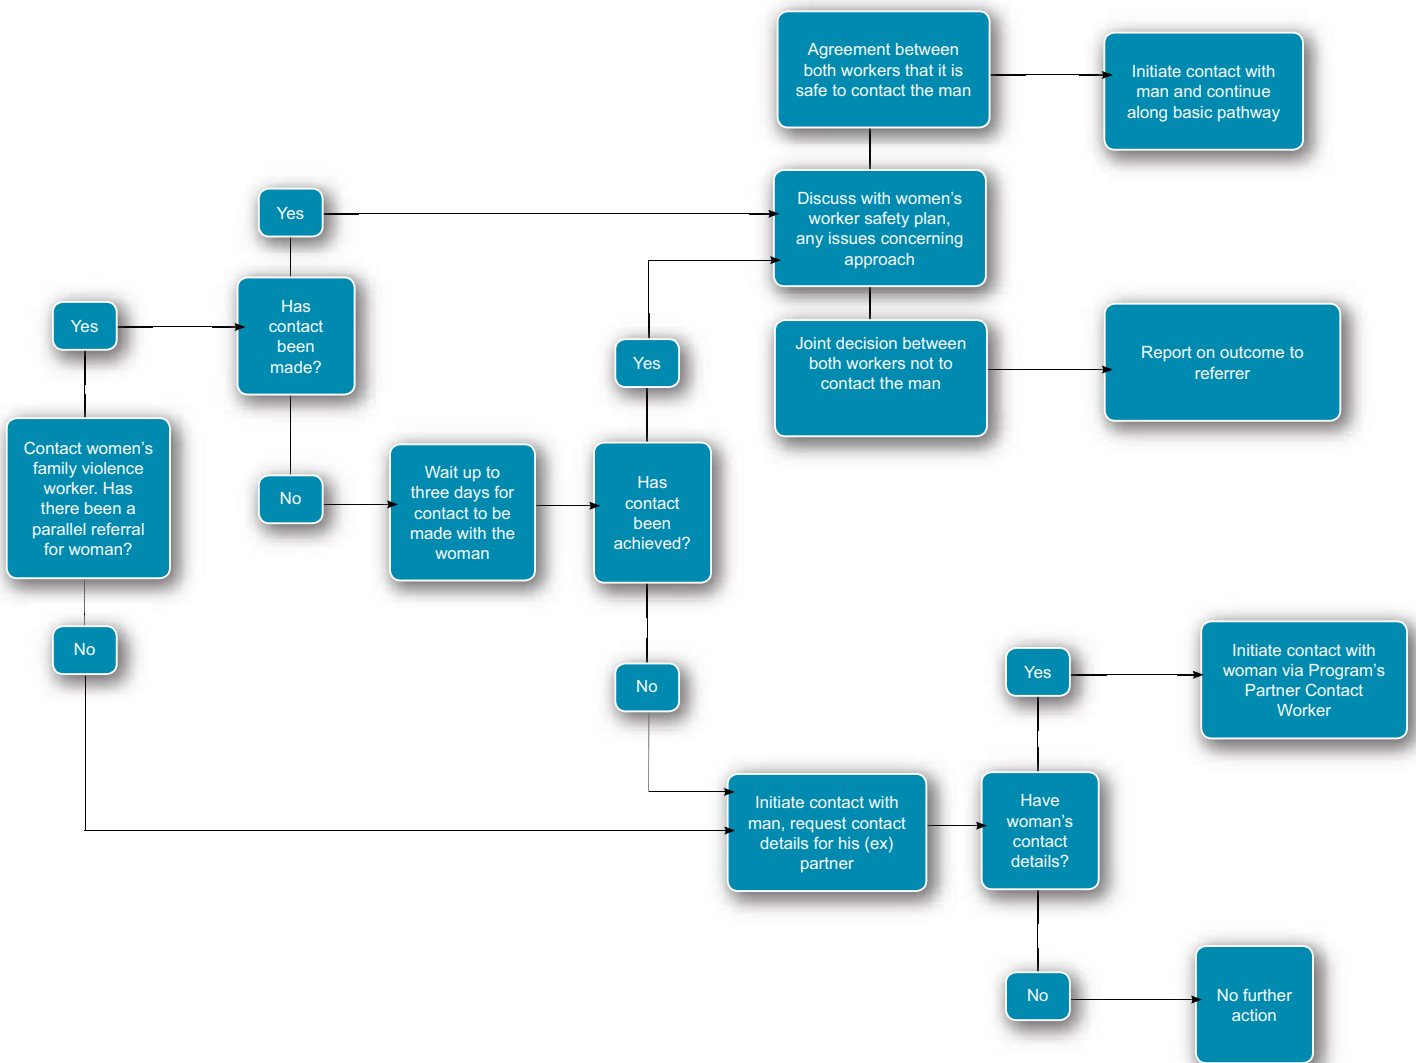 Agreement between
both workers that it is
safe to contact the man
Initiate contact with
man and continue
along basic pathway
Yes
Discuss with women’s
worker safety plan,
any issues concerning
approach
Yes
Has
contact
been
made?
Yes
Joint decision between
both workers not to
contact the man
Report on outcome to
referrer
Contact women’s
family violence
worker. Has
there been a
parallel referral
for woman?
No
Wait up to
three days for
contact to be
made with the
woman
Has
contact
been
achieved?
No
No
Yes
Initiate contact with
woman via Program’s
Partner Contact
Worker
Initiate contact with
man, request contact
details for his (ex)
partner
Have
woman’s
contact
details?
No
No further
action